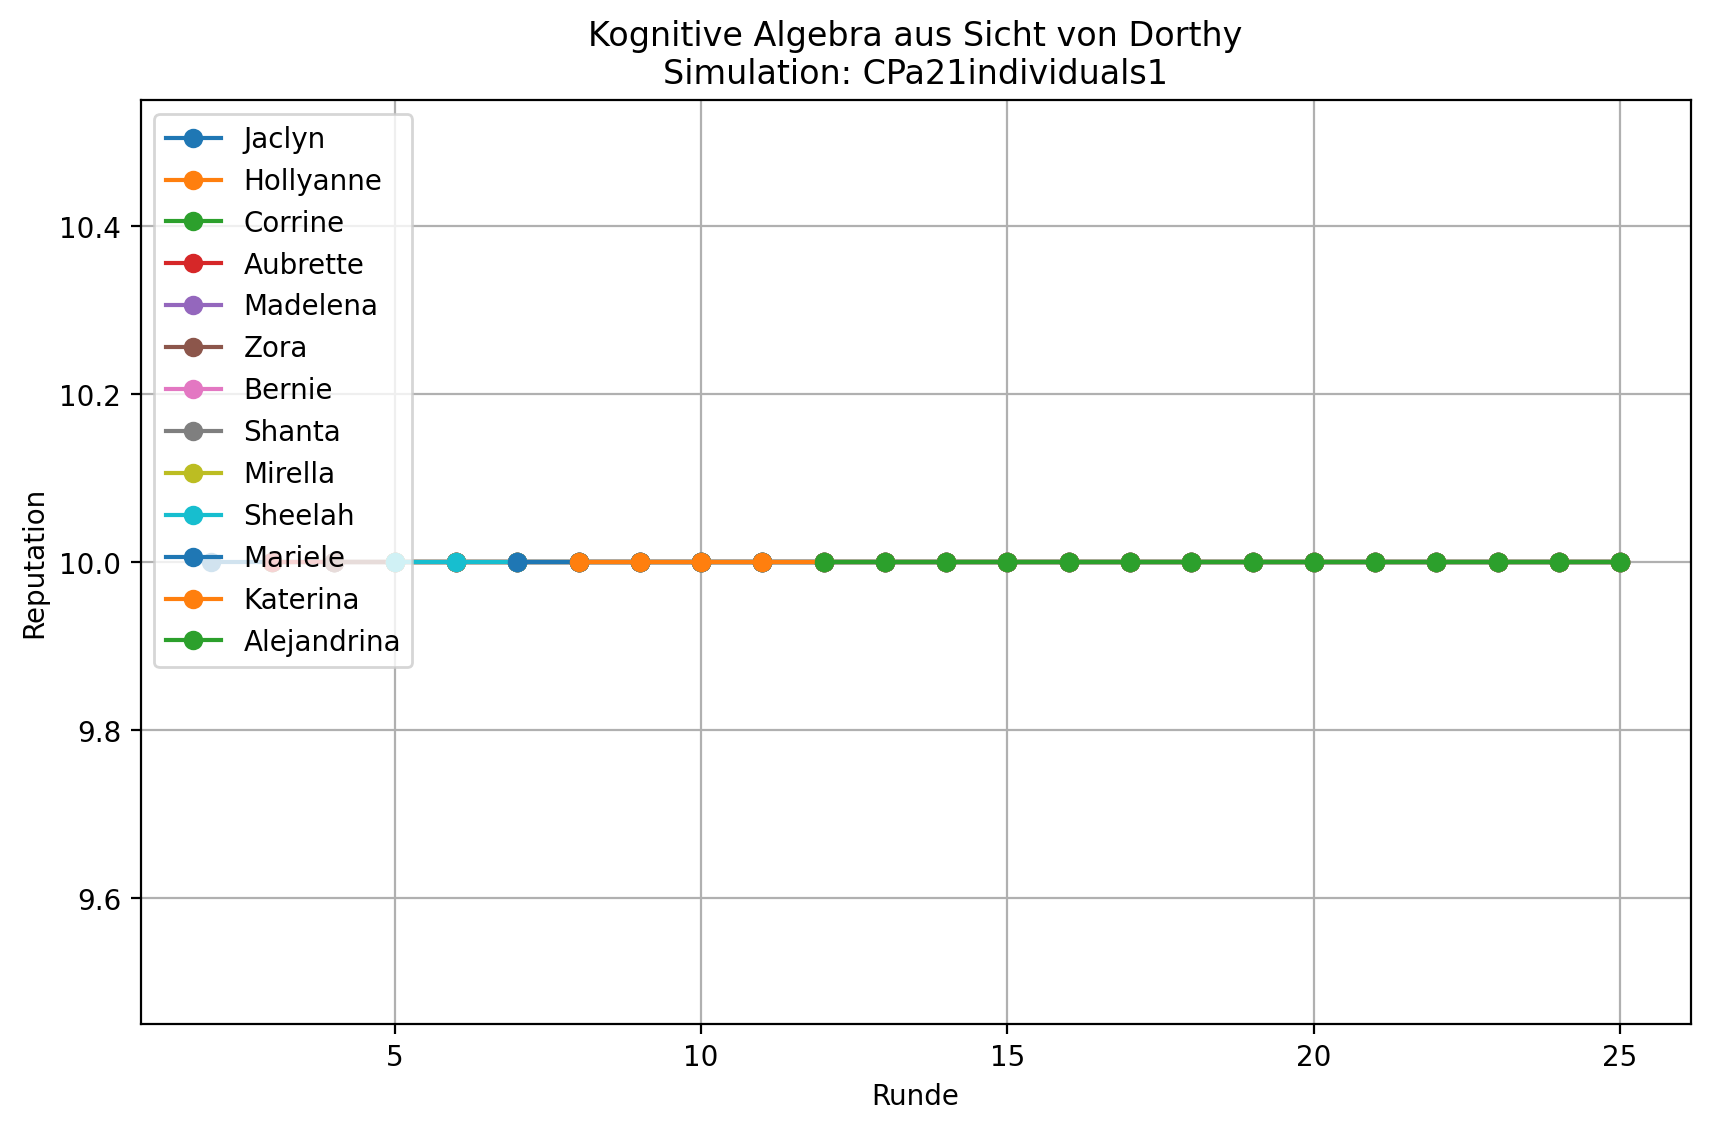 Kognitive Algebra aus Sicht von Dorthy
Simulation: CPa21individuals1
Jaclyn
Hollyanne
Corrine
Aubrette
Madelena
Zora
Bernie
Shanta
Mirella
Sheelah
Mariele
Katerina
Alejandrina
Reputation
10.4
10.2
10.0
9.8
9.6
5
10
15
20
25
Runde